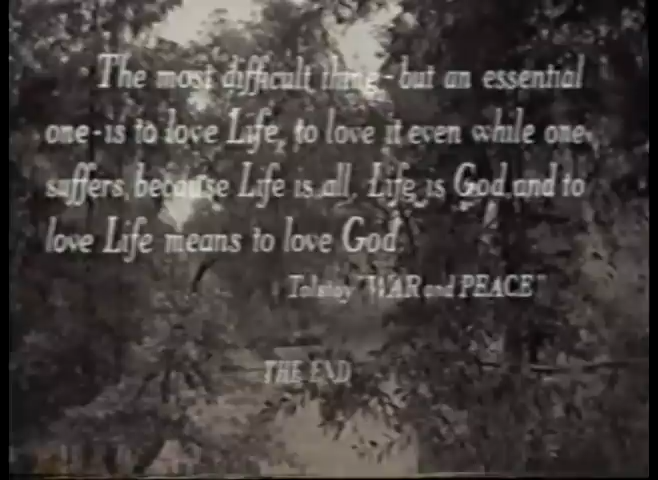 The most difficult thing - but an essential
one - is to love Life, to love it even while one
suffers, because Life is all, Life is God, and to
love Life means to love God.
Tolstoy "WAR and PEACE"
THE END